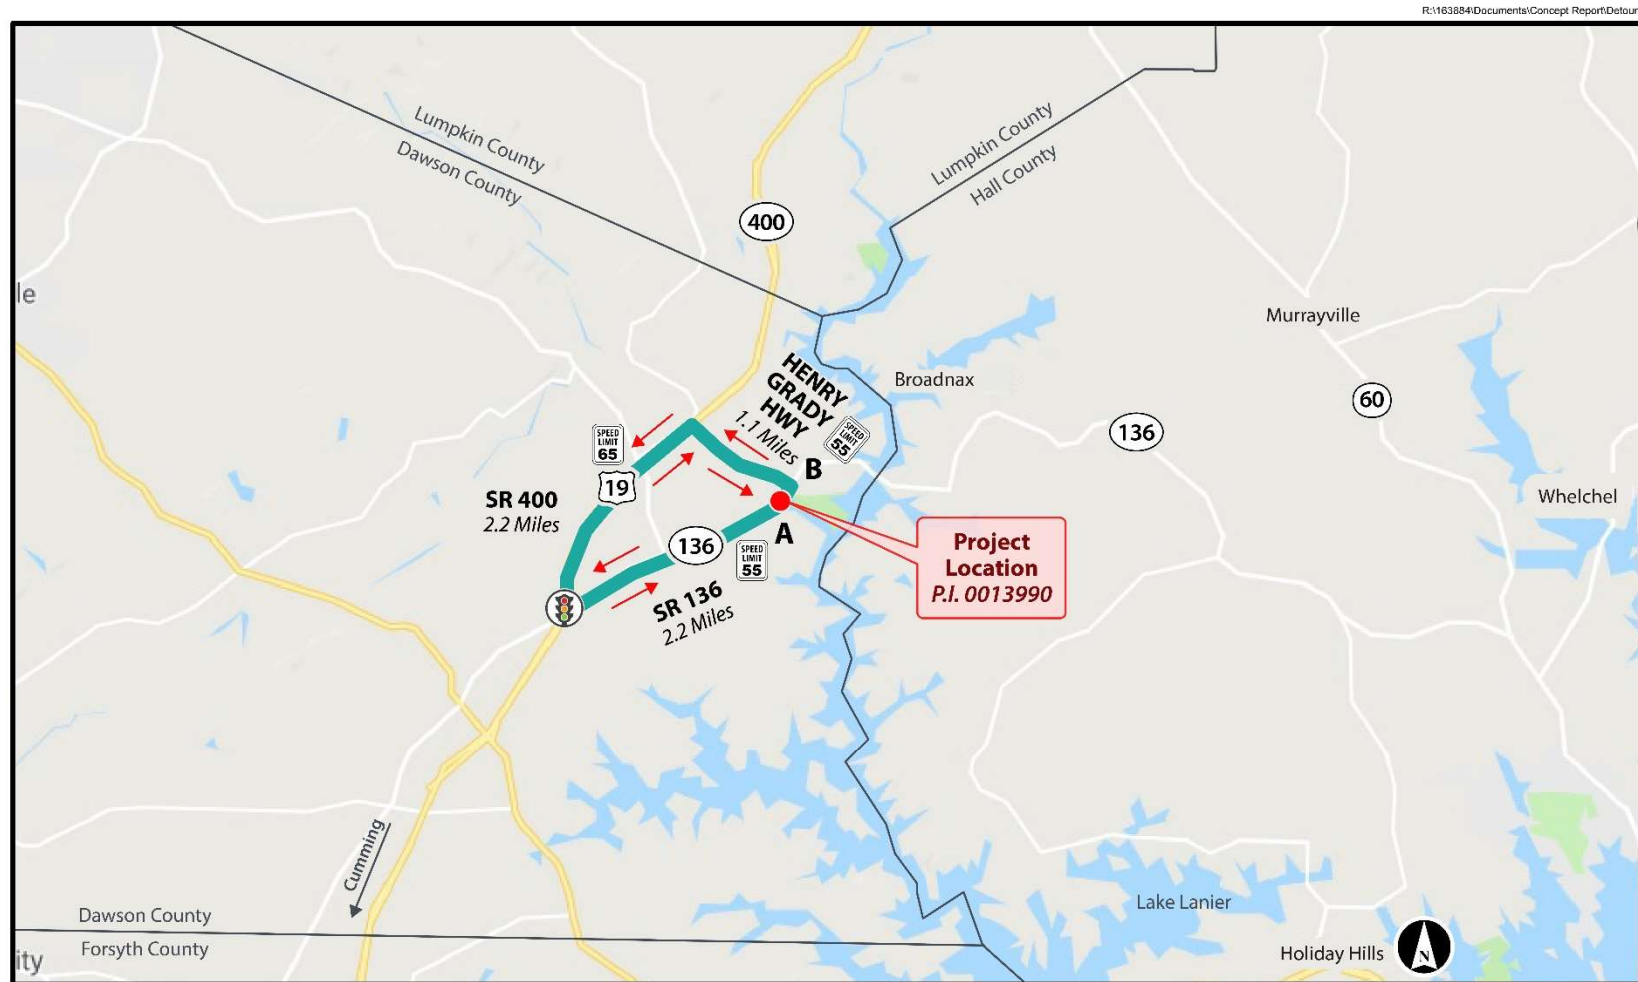 R:\163884\Documents\Concept Report\Detour
Lumpkin County
Dawson County
Lumpkin County
Hall County
400
le
Murrayville
HENRY
GRADY
HWY
1.1 Miles
SPEED
LIMIT
55
Broadnax
60
136
SPEED
LIMIT
65
19
SR 400
2.2 Miles
B
A
Whelchel
136
SPEED
LIMIT
55
Project
Location
P.I. 0013990
SR 136
2.2 Miles
Cumming
Lake Lanier
Dawson County
Forsyth County
ity
Holiday Hills
N